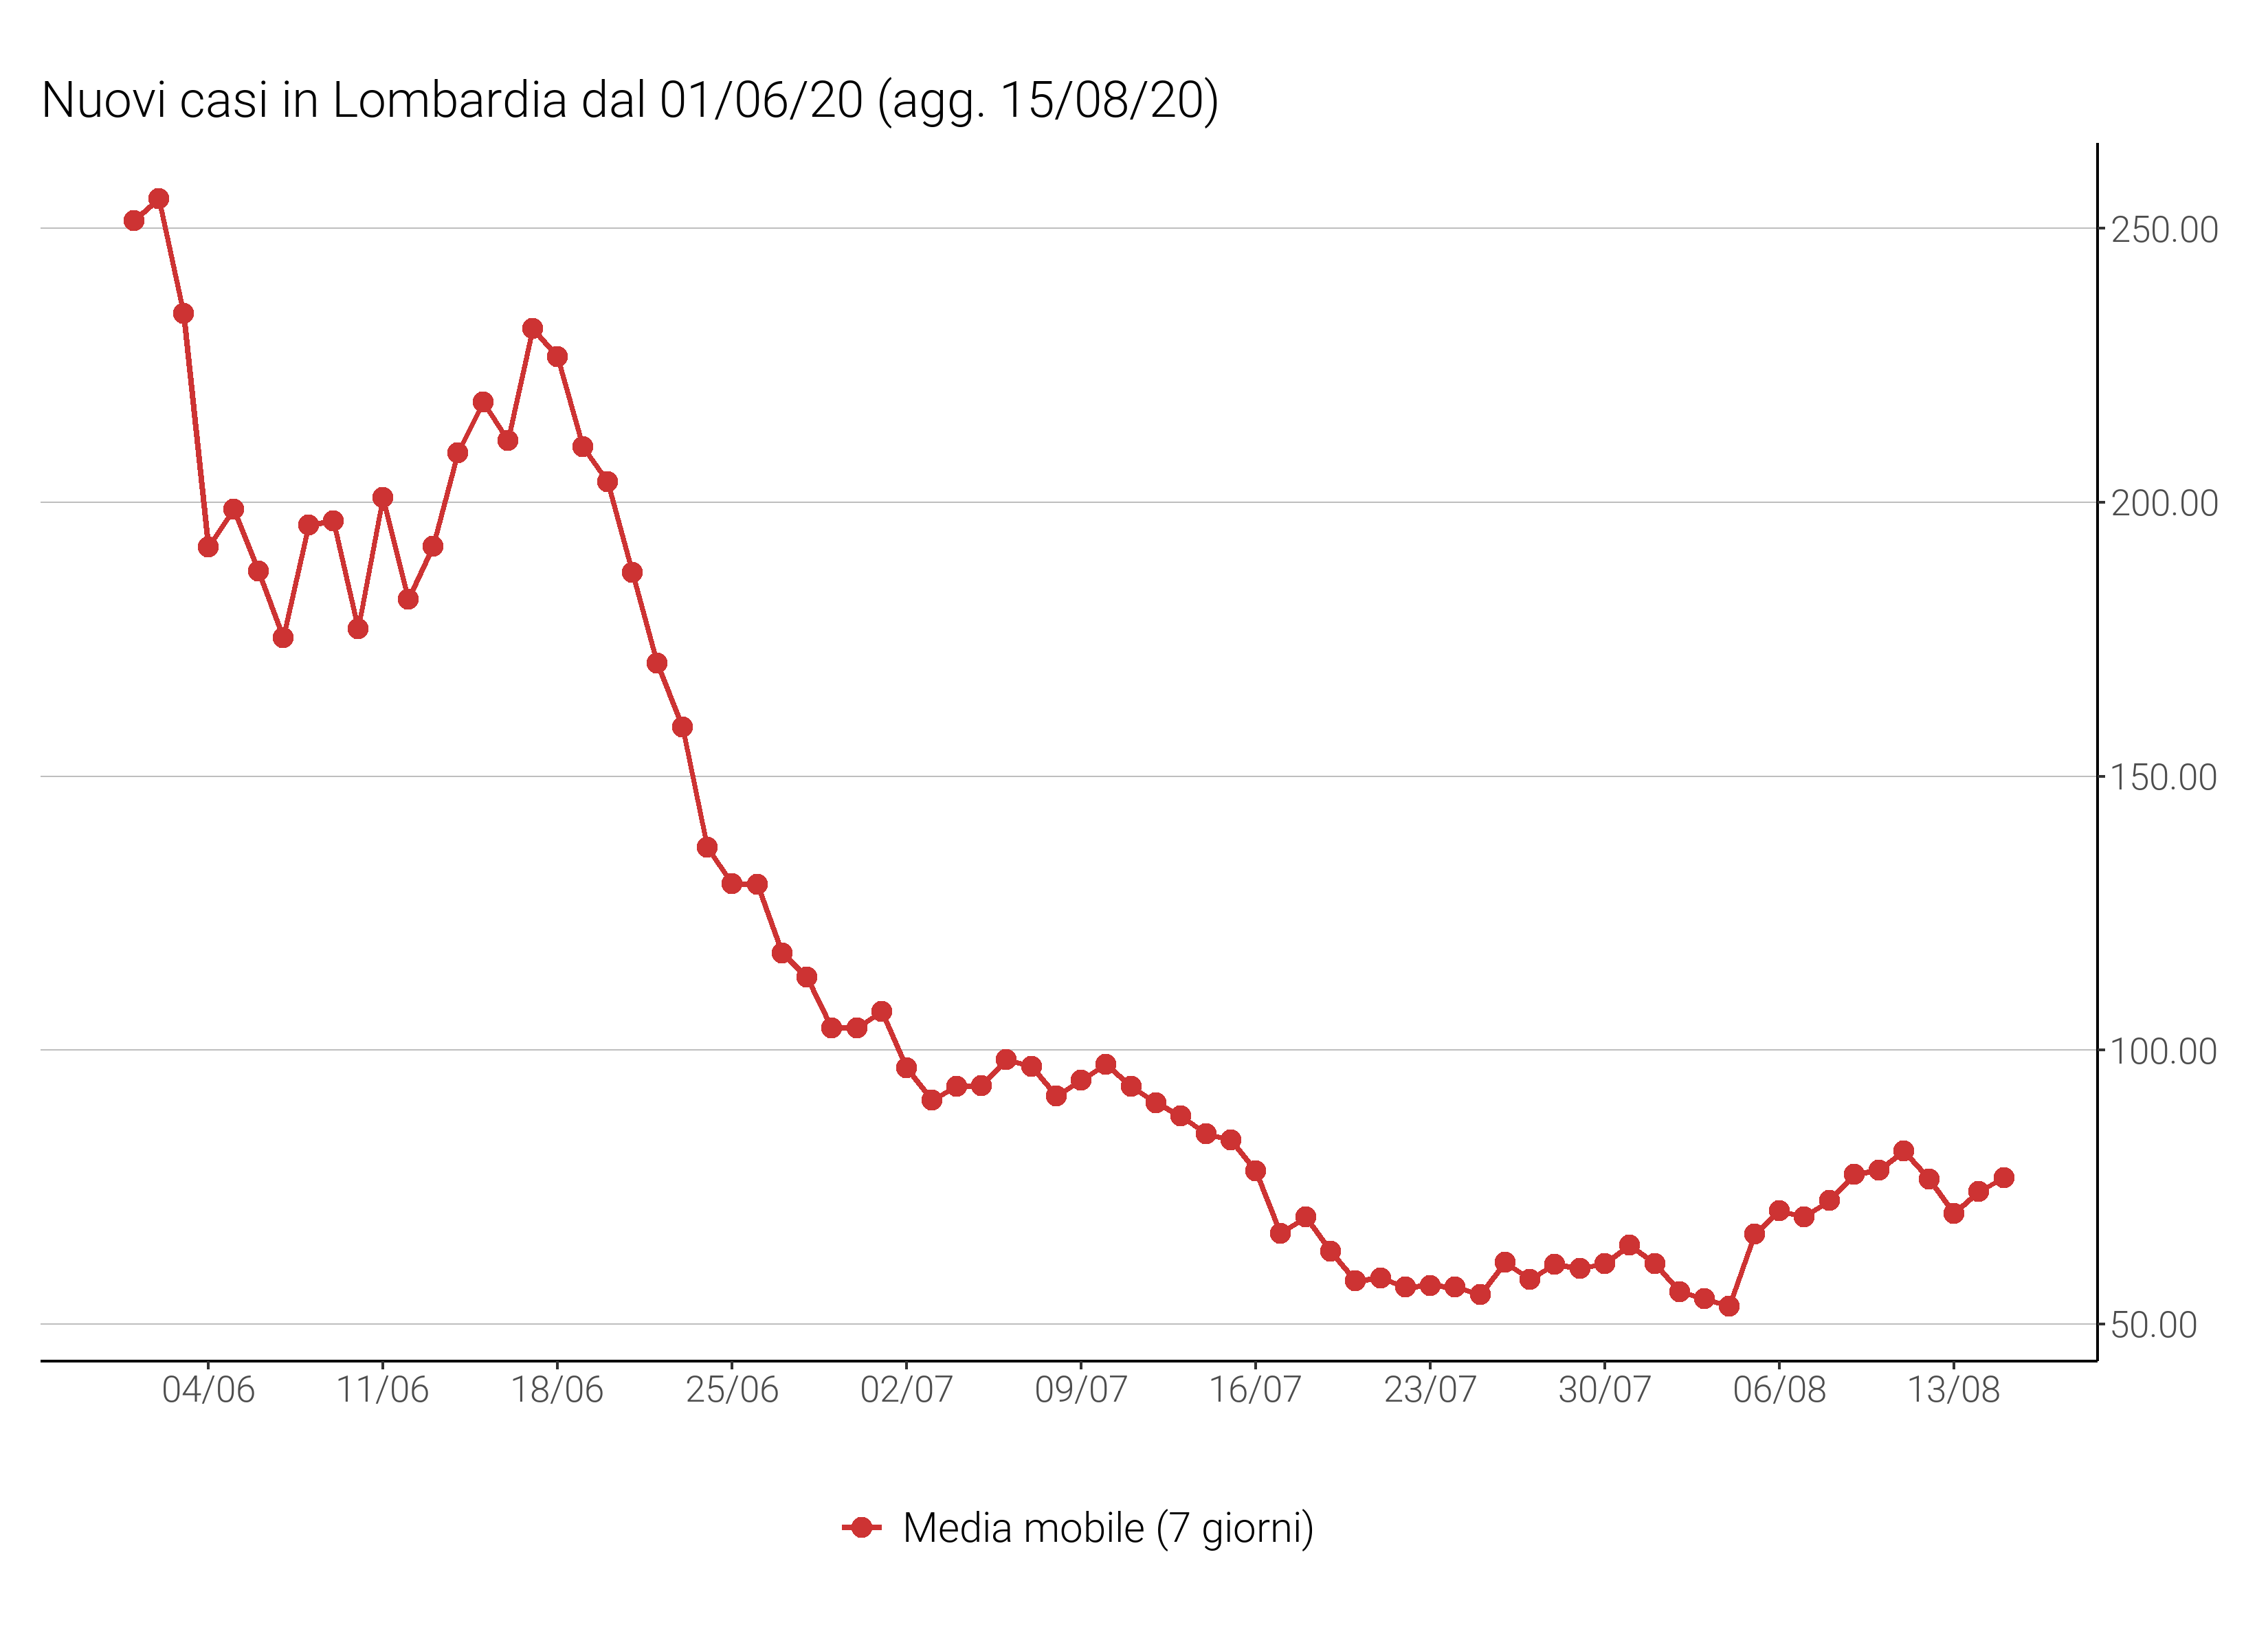 Nuovi casi in Lombardia dal 01/06/20 (agg. 15/08/20)
250.00
200.00
150.00
100.00
50.00
04/06 11/06 18/06 25/06 02/07 09/07 16/07 23/07 30/07 06/08 13/08
Media mobile (7 giorni)